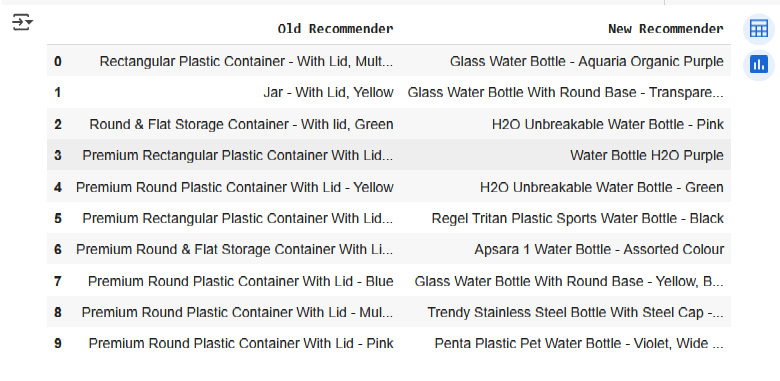 Old Recommender New Recommender
0 Rectangular Plastic Container - With Lid, Mult... Glass Water Bottle - Aquaria Organic Purple
1 Jar - With Lid, Yellow Glass Water Bottle With Round Base - Transpare...
2 Round & Flat Storage Container - With lid, Green H2O Unbreakable Water Bottle - Pink
3 Premium Rectangular Plastic Container With Lid... Water Bottle H2O Purple
4 Premium Round Plastic Container With Lid - Yellow H2O Unbreakable Water Bottle - Green
5 Premium Rectangular Plastic Container With Lid... Regel Tritan Plastic Sports Water Bottle - Black
6 Premium Round & Flat Storage Container With Li... Apsara 1 Water Bottle - Assorted Colour
7 Premium Round Plastic Container With Lid - Blue Glass Water Bottle With Round Base - Yellow, B...
8 Premium Round Plastic Container With Lid - Mul... Trendy Stainless Steel Bottle With Steel Cap -...
9 Premium Round Plastic Container With Lid - Pink Penta Plastic Pet Water Bottle - Violet, Wide ...